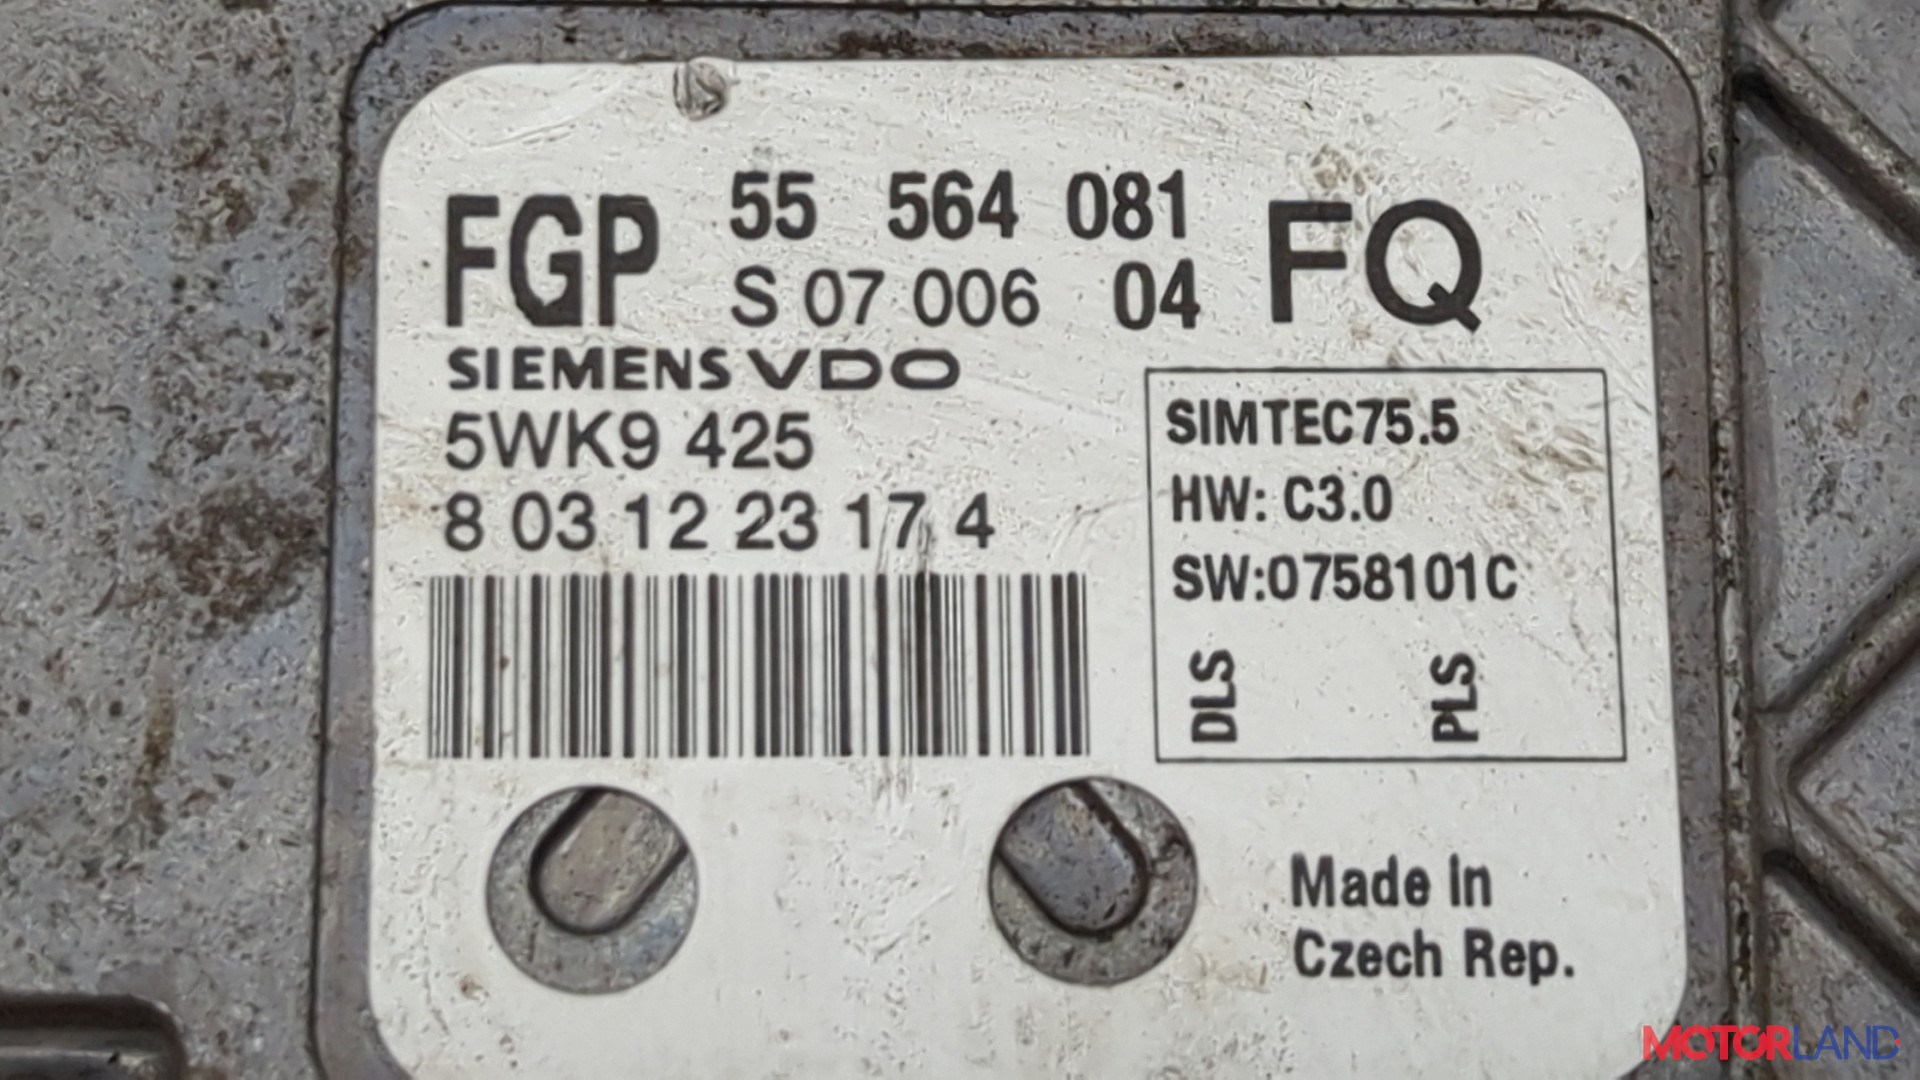 FGP 55 564 081 FQ
S 07 006 04
SIEMENS VDO
5WK9 425
8 03 12 23 17 4
SIMTEC75.5
HW: C3.0
SW:0758101C
DLS PLS
Made in
Czech Rep.
MOTORLAND